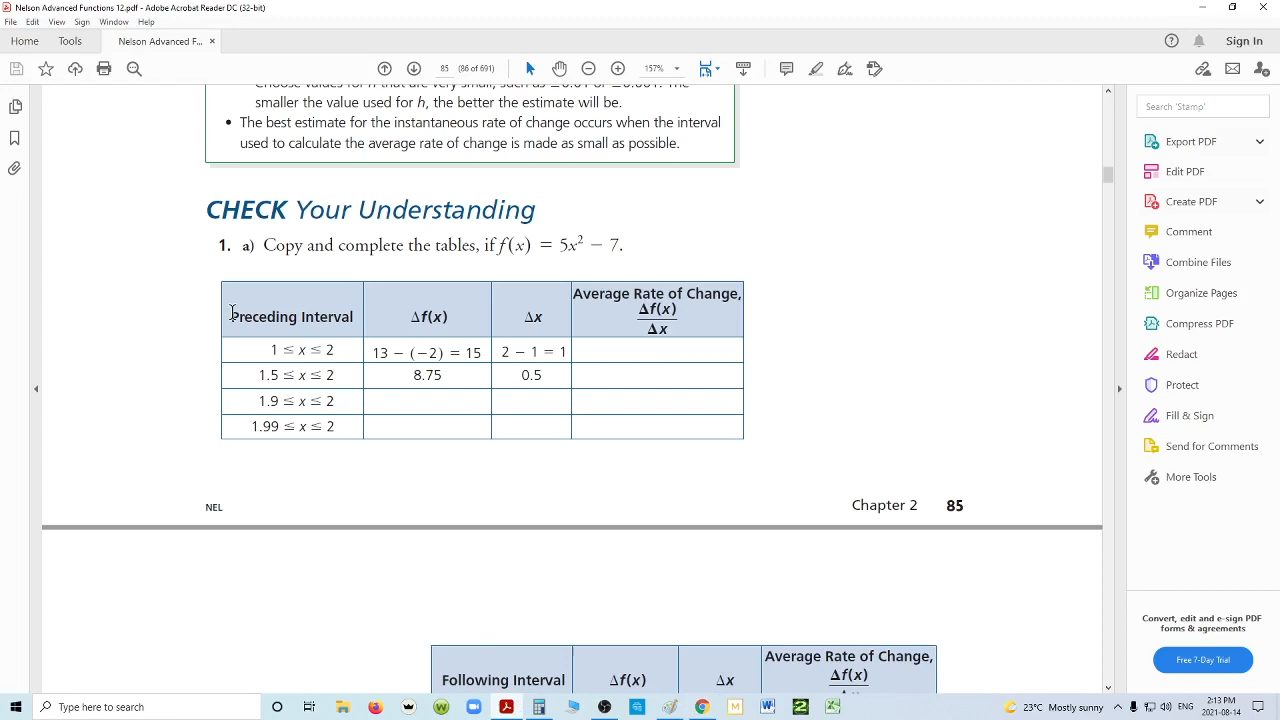 Nelson Advanced Functions 12.pdf - Adobe Acrobat Reader DC (32-bit)
File Edit View Sign Window Help
Home Tools Nelson Advanced F... × Sign In
85 (86 of 691) 157%
smaller the value used for h, the better the estimate will be.
• The best estimate for the instantaneous rate of change occurs when the interval
used to calculate the average rate of change is made as small as possible.
CHECK Your Understanding
1. a) Copy and complete the tables, if f(x) = 5x² − 7.
Preceding Interval Δf(x) Δx Average Rate of Change, Δf(x)/Δx
1 ≤ x ≤ 2 13 − (−2) = 15 2 − 1 = 1
1.5 ≤ x ≤ 2 8.75 0.5
1.9 ≤ x ≤ 2
1.99 ≤ x ≤ 2
NEL Chapter 2 85
Following Interval Δf(x) Δx Average Rate of Change, Δf(x)
Search 'Stamp'
Export PDF
Edit PDF
Create PDF
Comment
Combine Files
Organize Pages
Compress PDF
Redact
Protect
Fill & Sign
Send for Comments
More Tools
Convert, edit and e-sign PDF
forms & agreements
Free 7-Day Trial
Type here to search
23°C Mostly sunny
2:13 PM
2021-08-14